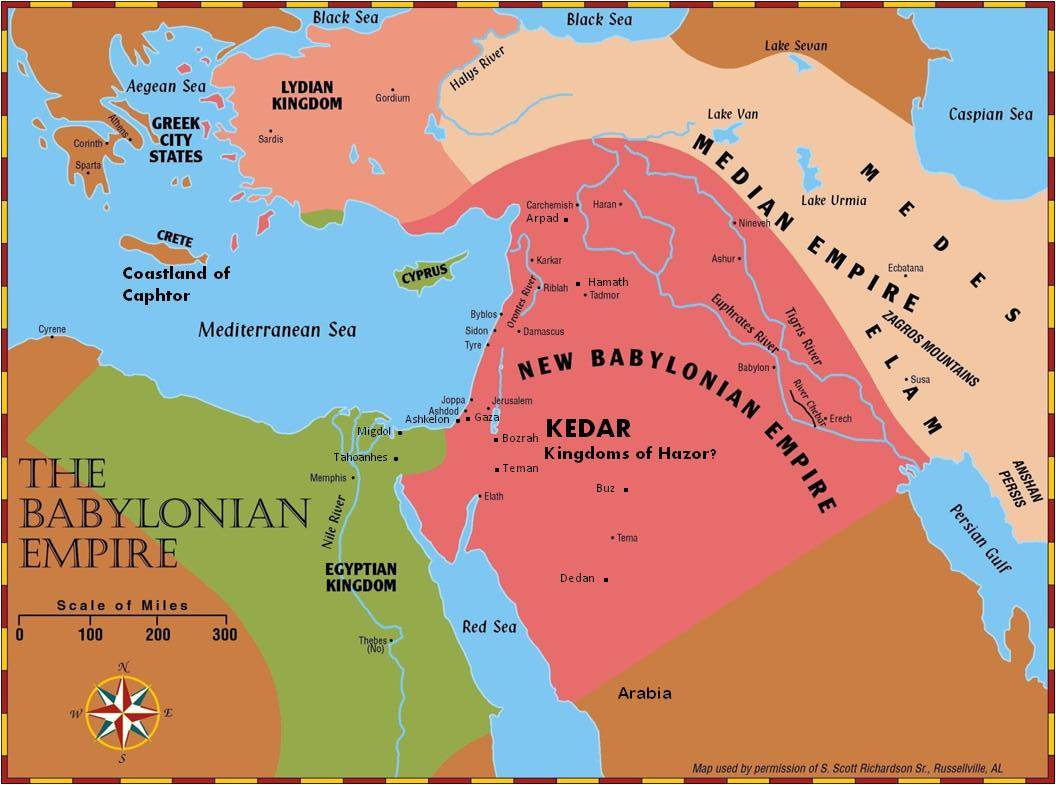 Black Sea
Black Sea
Lake Sevan
Caspian Sea
Aegean Sea
LYDIAN
KINGDOM
Gordium
Halys River
Lake Van
Athens
GREEK
CITY
STATES
Corinth
Sparta
Sardis
MEDIAN EMPIRE
MEDES
Lake Urmia
Carchemish
Haran
Arpad
Nineveh
CRETE
Coastland of
Caphtor
CYPRUS
Karkar
Ashur
Ecbatana
Orontes River
Riblah
Hamath
Tadmor
ZAGROS MOUNTAINS
ELAM
Cyrene
Mediterranean Sea
Byblos
Sidon
Damascus
Tyre
Euphrates River
Tigris River
NEW BABYLONIAN EMPIRE
Babylon
Susa
River Chebar
Joppa
Jerusalem
Ashdod
Ashkelon
Gaza
Erech
Migdol
Bozrah
KEDAR
Kingdoms of Hazor?
Tahoanhes
Teman
THE
BABYLONIAN
EMPIRE
Memphis
Nile River
Elath
Buz
ANSHAN
PERSIS
Persian Gulf
Tema
EGYPTIAN
KINGDOM
Dedan
Scale of Miles
0 100 200 300
Red Sea
Thebes
(No)
N
W E
S
Arabia
Map used by permission of S. Scott Richardson Sr., Russellville, AL